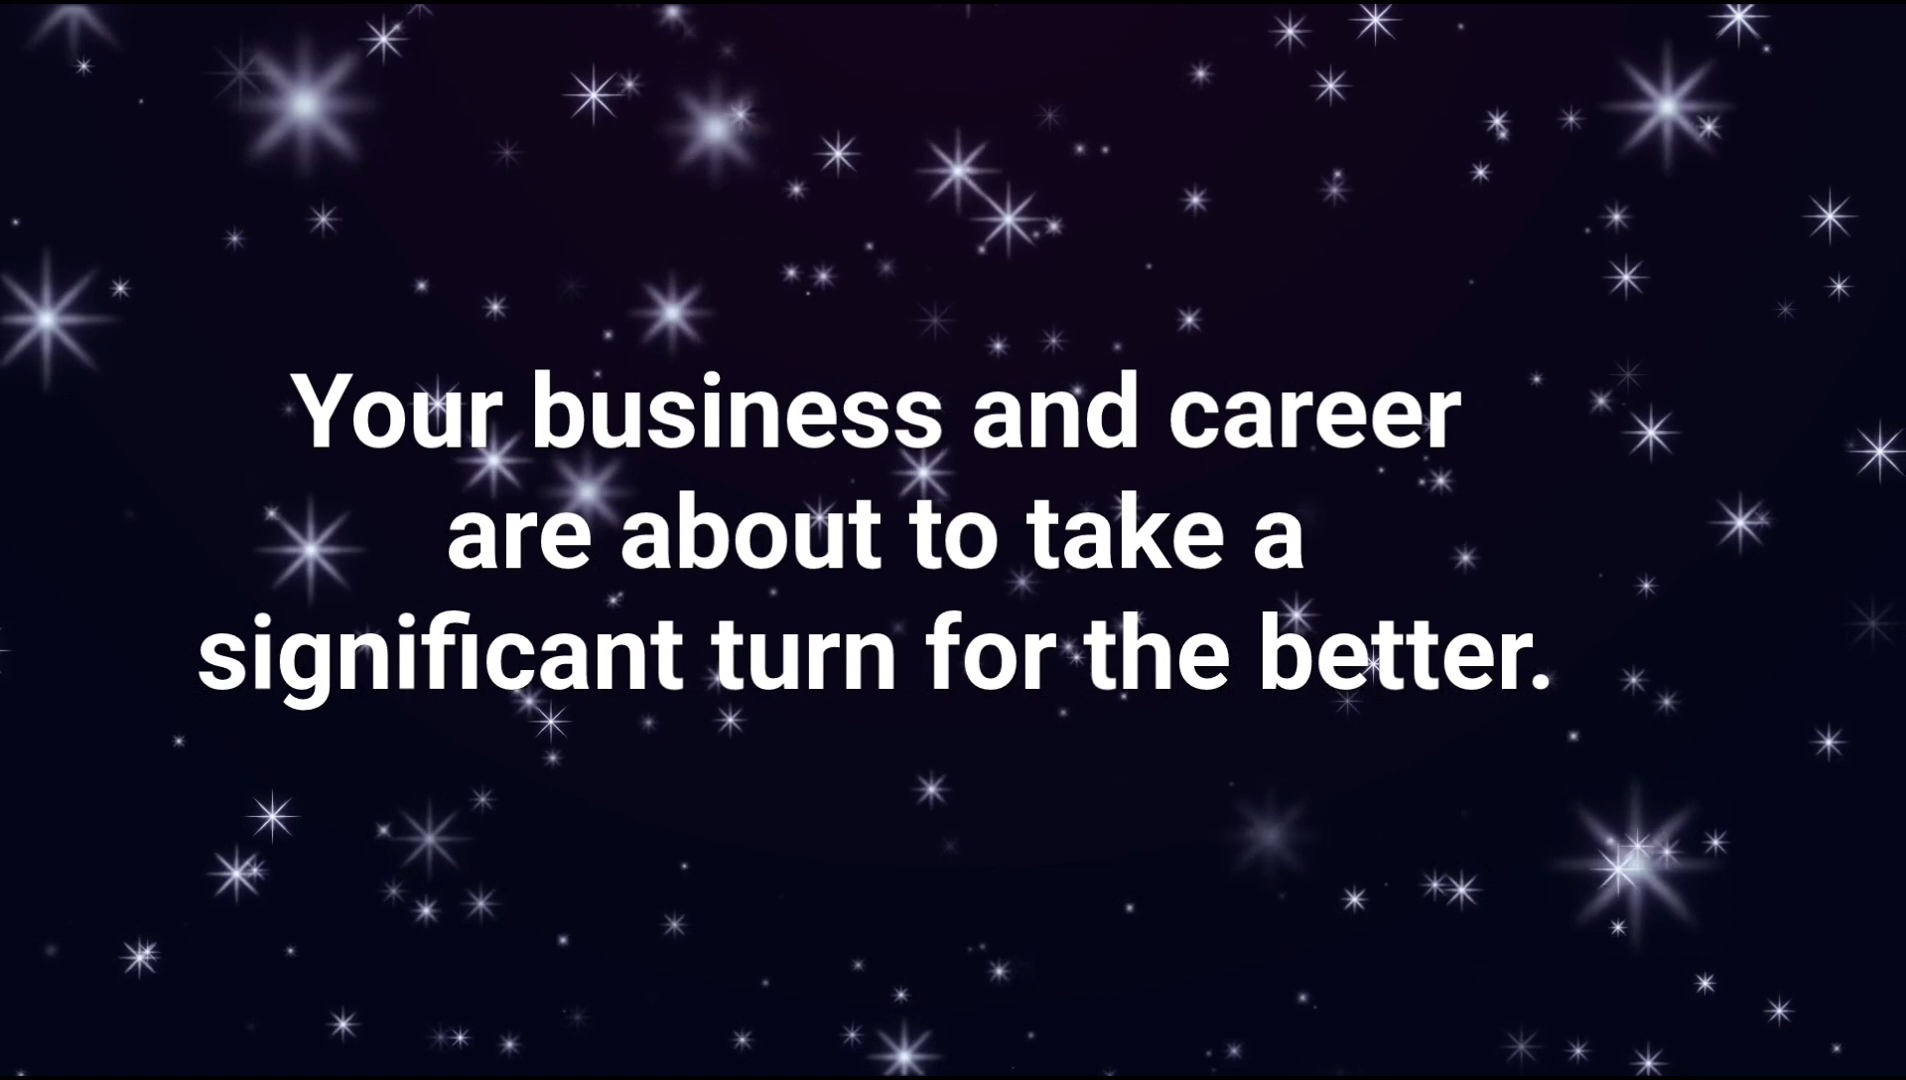 Your business and career
are about to take a
significant turn for the better.